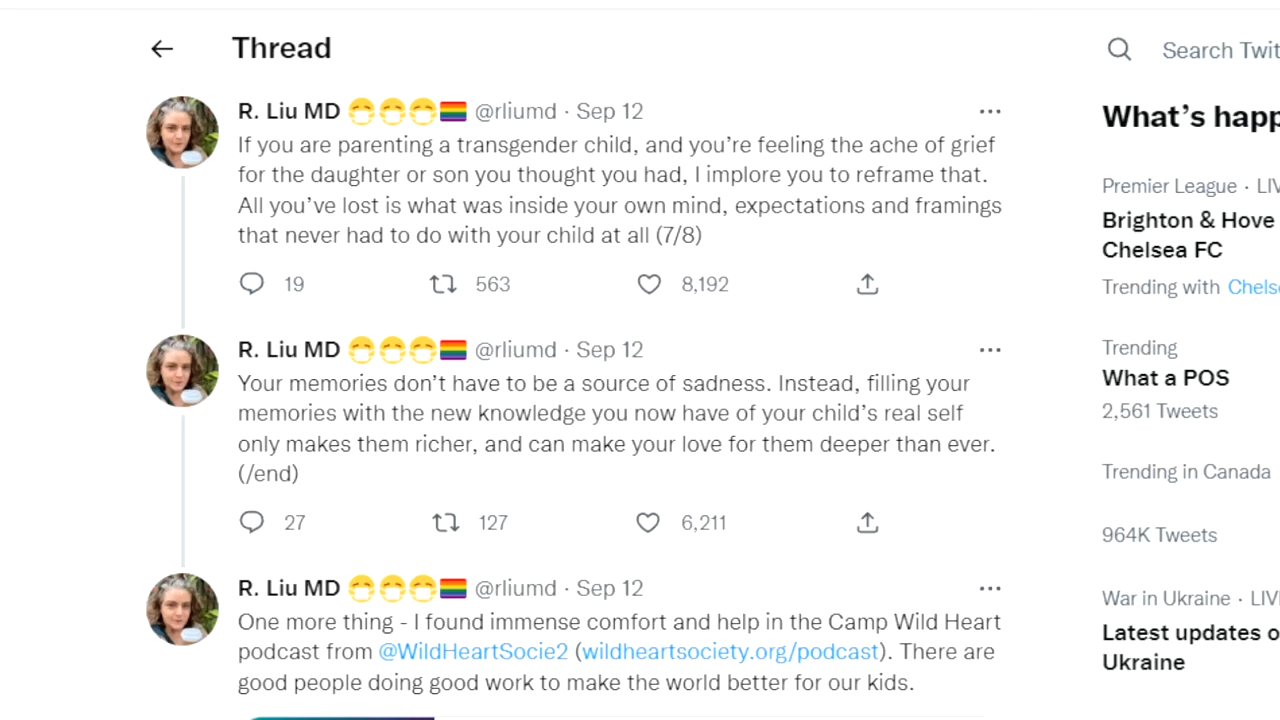 Thread
R. Liu MD 😷😷😷🏳️‍🌈 @rliumd · Sep 12
If you are parenting a transgender child, and you’re feeling the ache of grief
for the daughter or son you thought you had, I implore you to reframe that.
All you’ve lost is what was inside your own mind, expectations and framings
that never had to do with your child at all (7/8)
19 563 8,192
R. Liu MD 😷😷😷🏳️‍🌈 @rliumd · Sep 12
Your memories don’t have to be a source of sadness. Instead, filling your
memories with the new knowledge you now have of your child’s real self
only makes them richer, and can make your love for them deeper than ever.
(/end)
27 127 6,211
R. Liu MD 😷😷😷🏳️‍🌈 @rliumd · Sep 12
One more thing - I found immense comfort and help in the Camp Wild Heart
podcast from @WildHeartSocie2 (wildheartsociety.org/podcast). There are
good people doing good work to make the world better for our kids.
Search Twit
What’s happ
Premier League · LIV
Brighton & Hove
Chelsea FC
Trending with Chelse
Trending
What a POS
2,561 Tweets
Trending in Canada
964K Tweets
War in Ukraine · LIV
Latest updates o
Ukraine